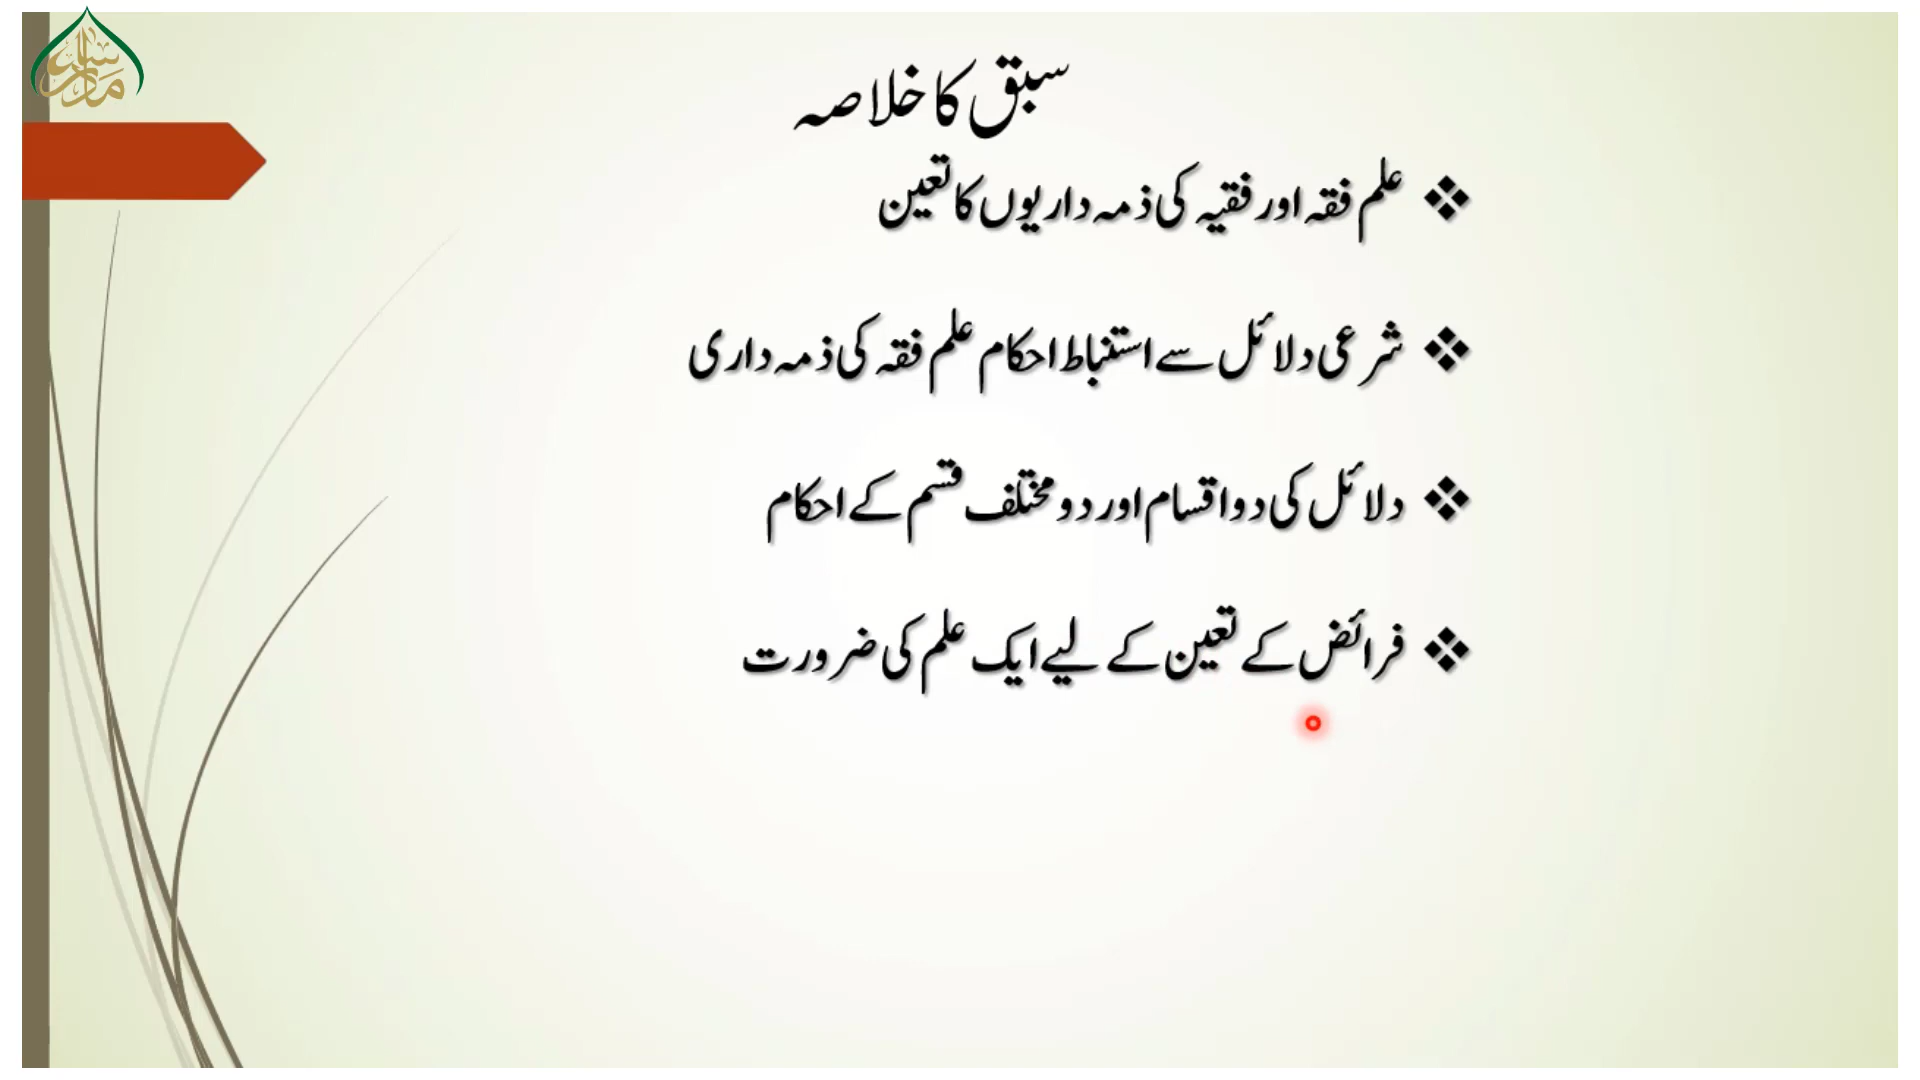 مدارس
سبق کا خلاصہ
علم فقہ اور فقیہ کی ذمہ داریوں کا تعین
شرعی دلائل سے استنباط احکام علم فقہ کی ذمہ داری
دلائل کی دو اقسام اور دو مختلف قسم کے احکام
فرائض کے تعین کے لیے ایک علم کی ضرورت